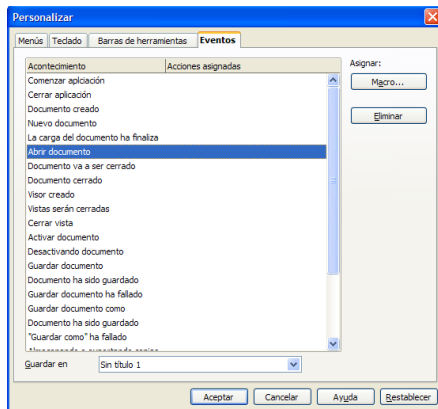 Personalizar
Menús Teclado Barras de herramientas Eventos
Acontecimiento Acciones asignadas
Asignar:
Comenzar aplciación
Macro...
Cerrar aplicación
Documento creado
Nuevo documento
Eliminar
La carga del documento ha finaliza
Abrir documento
Documento va a ser cerrado
Documento cerrado
Visor creado
Vistas serán cerradas
Cerrar vista
Activar documento
Desactivando documento
Guardar documento
Documento ha sido guardado
Guardar documento ha fallado
Guardar documento como
Documento ha sido guardado
"Guardar como" ha fallado
Guardar en Sin título 1
Aceptar Cancelar Ayuda Restablecer